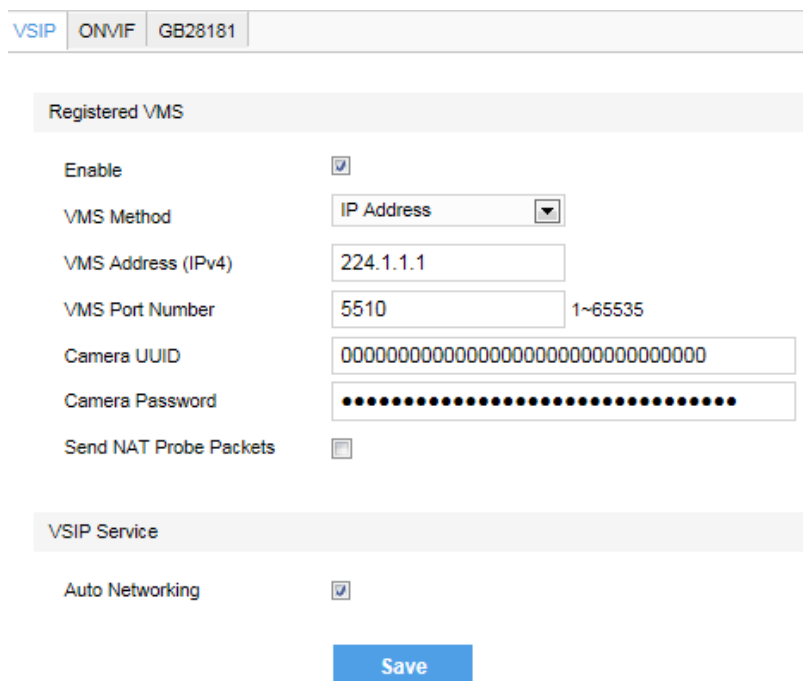 VSIP ONVIF GB28181
Registered VMS
Enable
VMS Method IP Address
VMS Address (IPv4) 224.1.1.1
VMS Port Number 5510 1~65535
Camera UUID 00000000000000000000000000000000
Camera Password ••••••••••••••••••••••••••••••••
Send NAT Probe Packets
VSIP Service
Auto Networking
Save